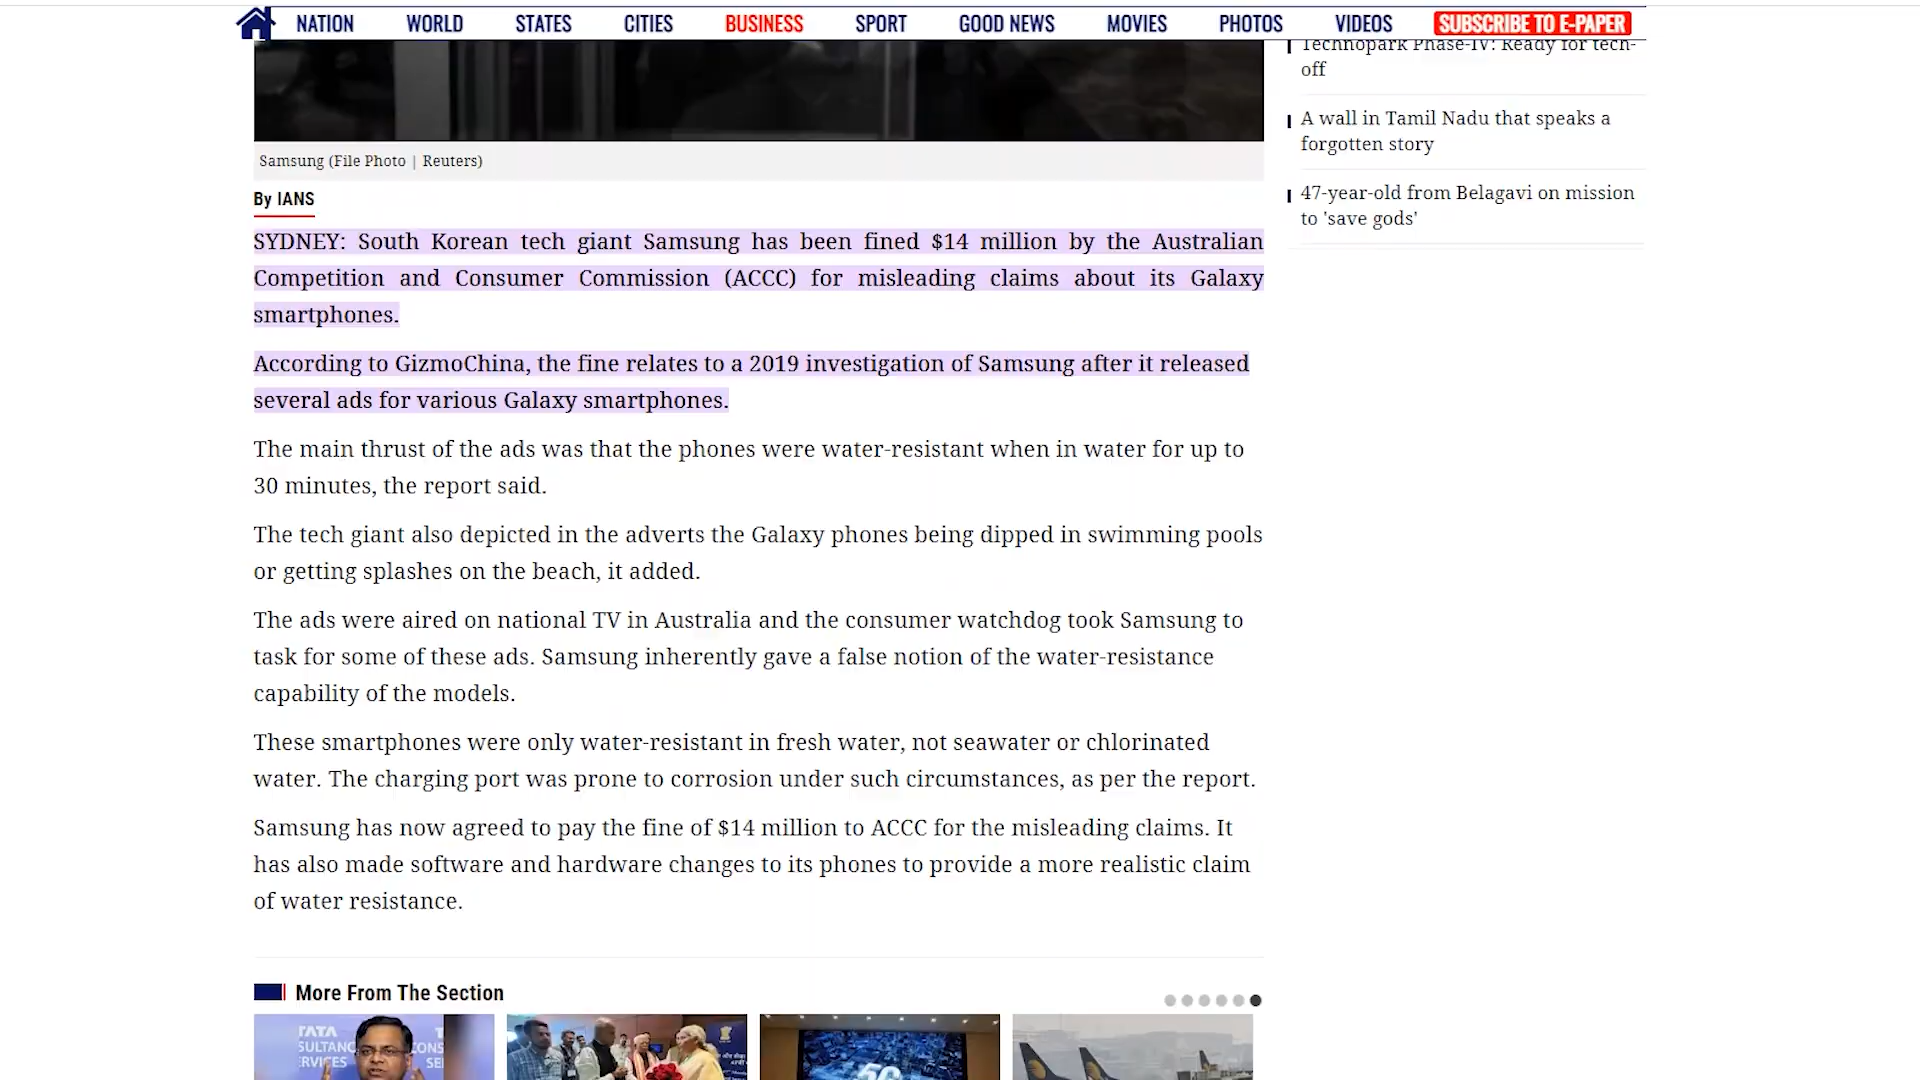 NATION WORLD STATES CITIES BUSINESS SPORT GOOD NEWS MOVIES PHOTOS VIDEOS SUBSCRIBE TO E-PAPER
Samsung (File Photo | Reuters)
By IANS
SYDNEY: South Korean tech giant Samsung has been fined $14 million by the Australian
Competition and Consumer Commission (ACCC) for misleading claims about its Galaxy
smartphones.
According to GizmoChina, the fine relates to a 2019 investigation of Samsung after it released
several ads for various Galaxy smartphones.
The main thrust of the ads was that the phones were water-resistant when in water for up to
30 minutes, the report said.
The tech giant also depicted in the adverts the Galaxy phones being dipped in swimming pools
or getting splashes on the beach, it added.
The ads were aired on national TV in Australia and the consumer watchdog took Samsung to
task for some of these ads. Samsung inherently gave a false notion of the water-resistance
capability of the models.
These smartphones were only water-resistant in fresh water, not seawater or chlorinated
water. The charging port was prone to corrosion under such circumstances, as per the report.
Samsung has now agreed to pay the fine of $14 million to ACCC for the misleading claims. It
has also made software and hardware changes to its phones to provide a more realistic claim
of water resistance.
Technopark Phase-IV: Ready for tech-
off
A wall in Tamil Nadu that speaks a
forgotten story
47-year-old from Belagavi on mission
to 'save gods'
More From The Section
TATA
5G